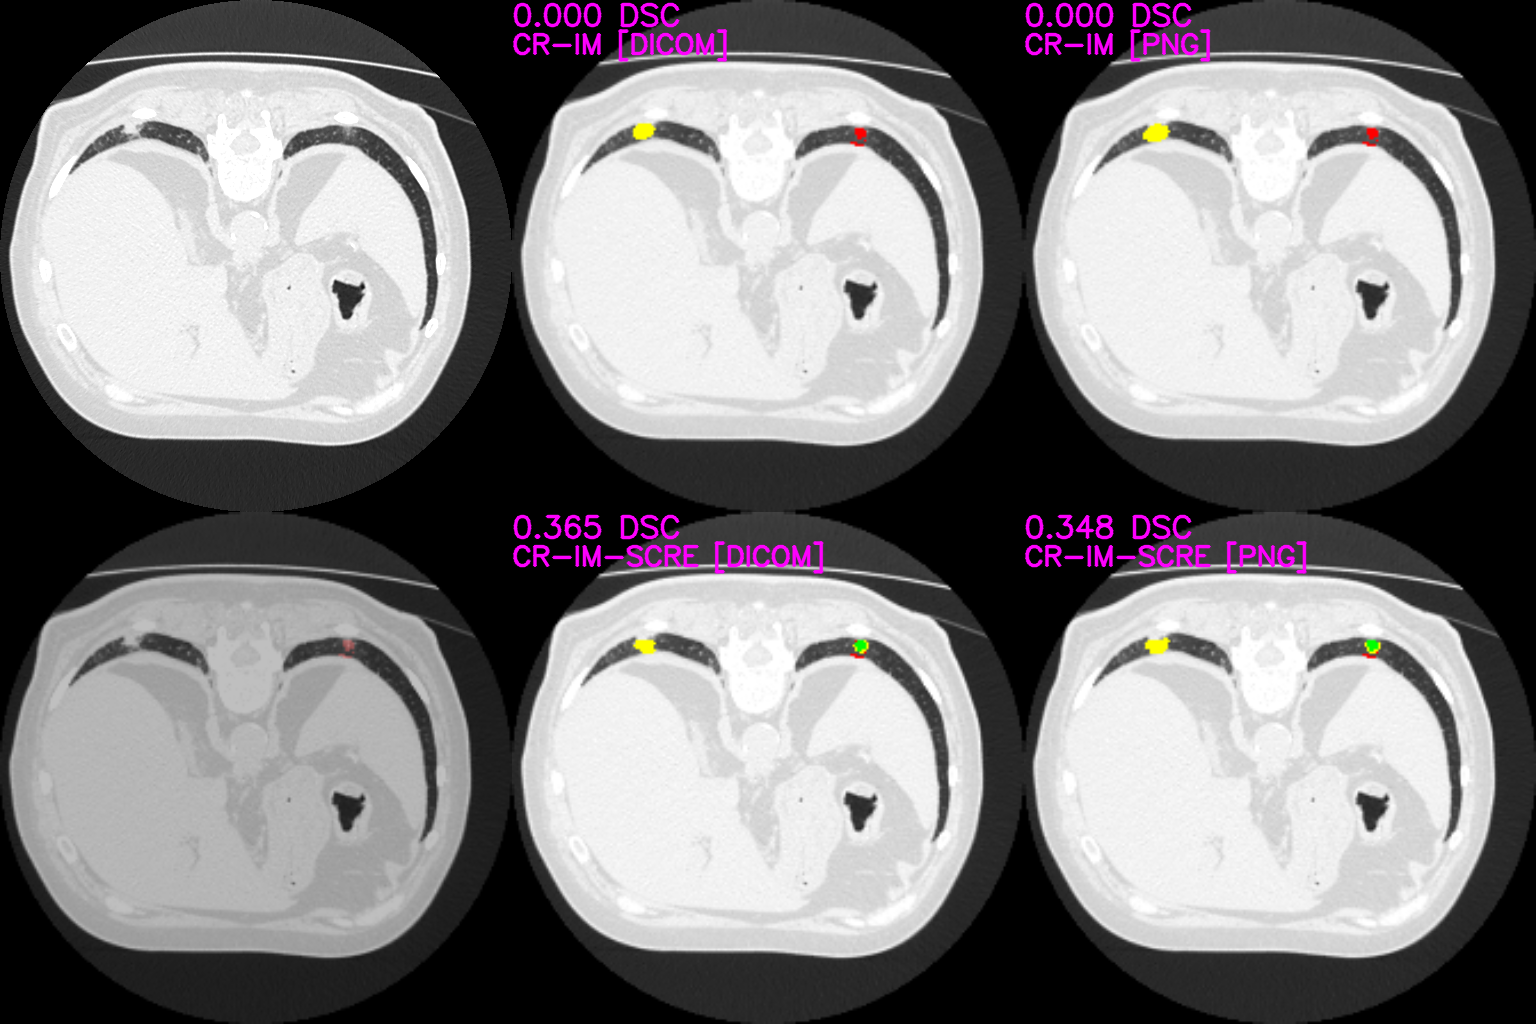 0.000 DSC
CR-IM [DICOM]
0.000 DSC
CR-IM [PNG]
0.365 DSC
CR-IM-SCRE [DICOM]
0.348 DSC
CR-IM-SCRE [PNG]